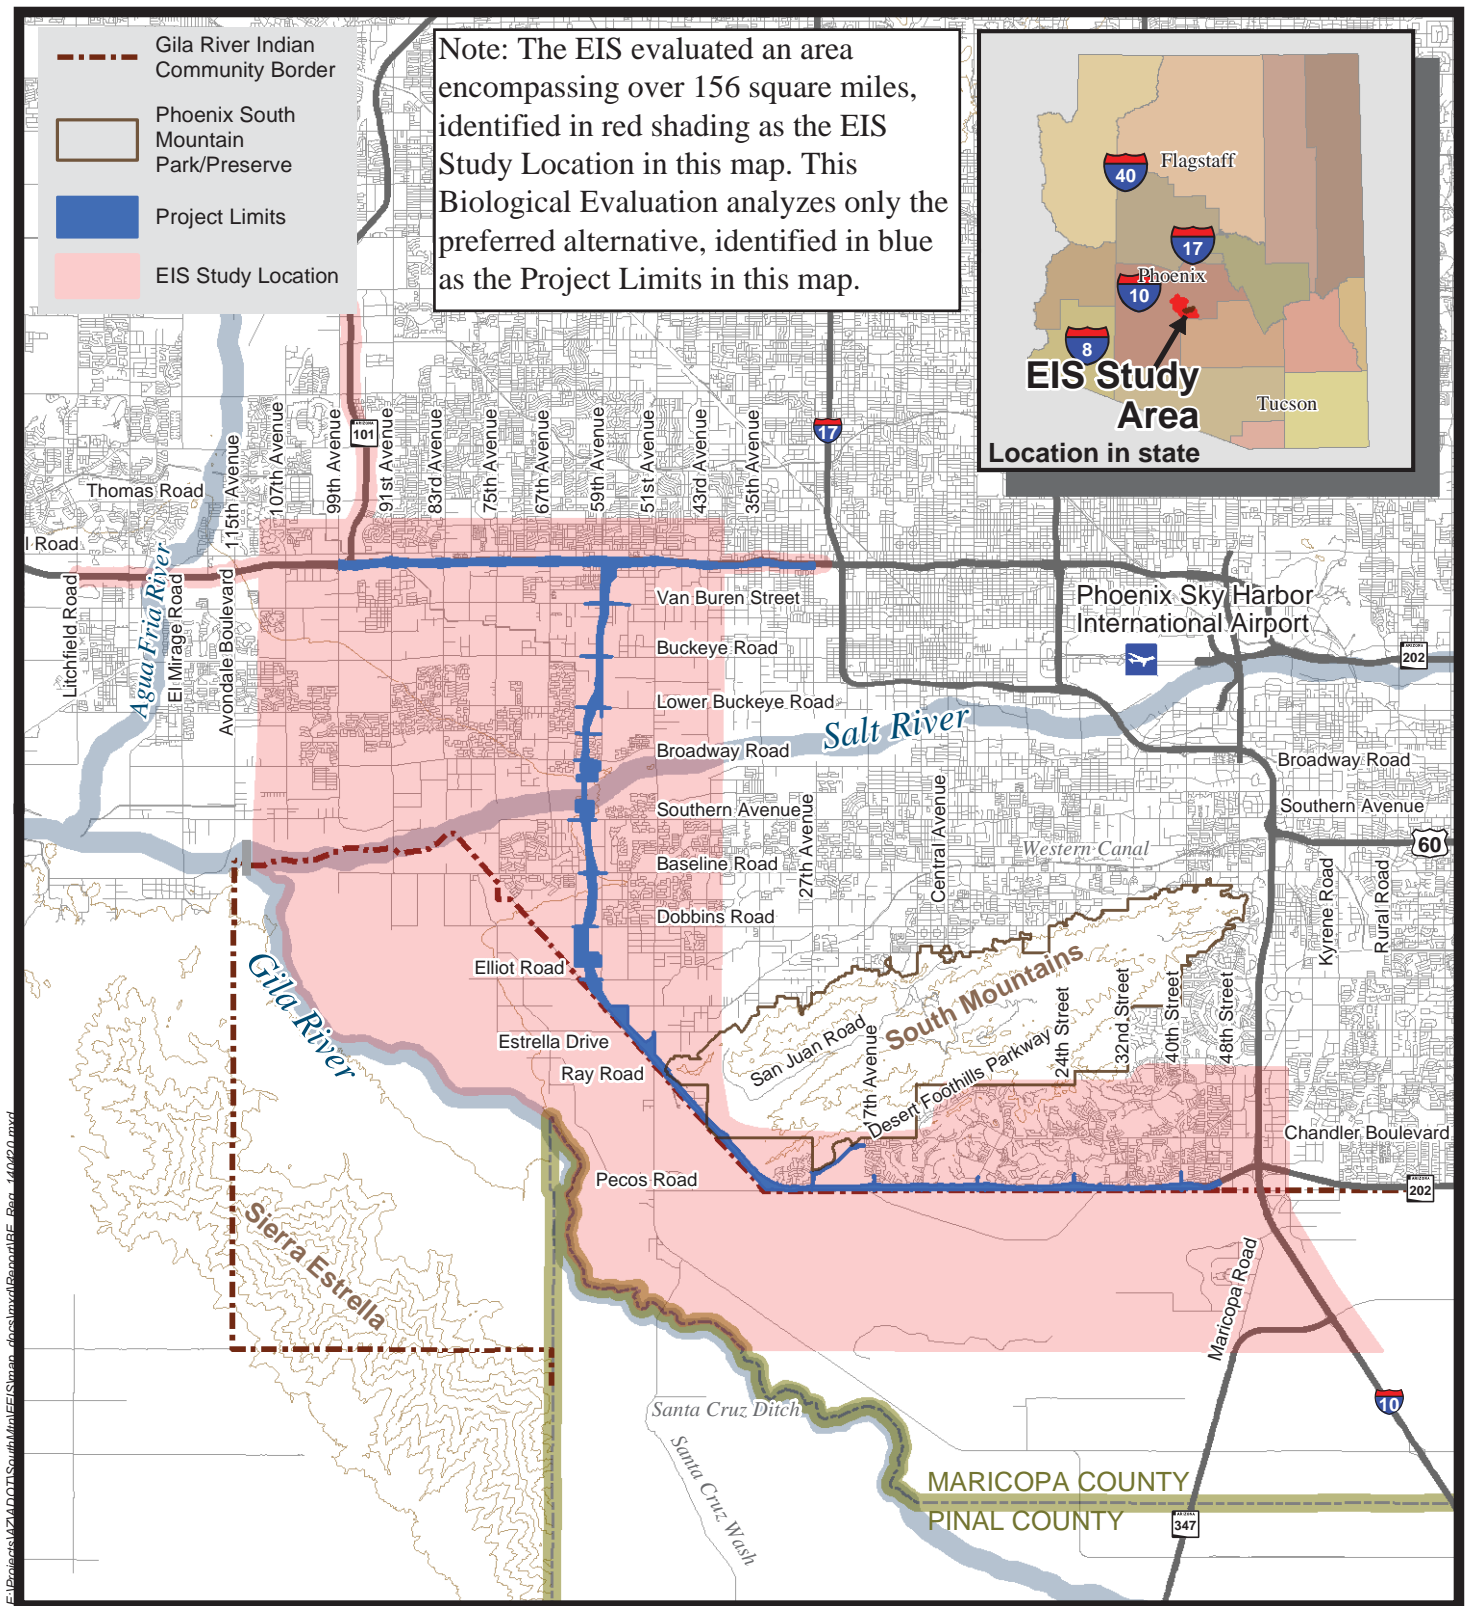 Gila River Indian
Community Border
Phoenix South
Mountain
Park/Preserve
Project Limits
EIS Study Location
Note: The EIS evaluated an area
encompassing over 156 square miles,
identified in red shading as the EIS
Study Location in this map. This
Biological Evaluation analyzes only the
preferred alternative, identified in blue
as the Project Limits in this map.
40
Flagstaff
17
Phoenix
10
8
EIS Study
Area
Tucson
Location in state
ARIZONA
101
17
Thomas Road
115th Avenue
107th Avenue
99th Avenue
91st Avenue
83rd Avenue
75th Avenue
67th Avenue
59th Avenue
51st Avenue
43rd Avenue
35th Avenue
l Road
Litchfield Road
Agua Fria River
El Mirage Road
Avondale Boulevard
Van Buren Street
Buckeye Road
Lower Buckeye Road
Broadway Road
Southern Avenue
Baseline Road
Dobbins Road
Salt River
Phoenix Sky Harbor
International Airport
ARIZONA
202
Broadway Road
Southern Avenue
60
27th Avenue
Central Avenue
Western Canal
Kyrene Road
Rural Road
Elliot Road
Gila River
Estrella Drive
Ray Road
San Juan Road
South Mountains
7th Avenue
Desert Foothills Parkway
24th Street
32nd Street
40th Street
48th Street
Chandler Boulevard
Pecos Road
ARIZONA
202
Sierra Estrella
Maricopa Road
10
Santa Cruz Ditch
Santa Cruz Wash
MARICOPA COUNTY
PINAL COUNTY
ARIZONA
347